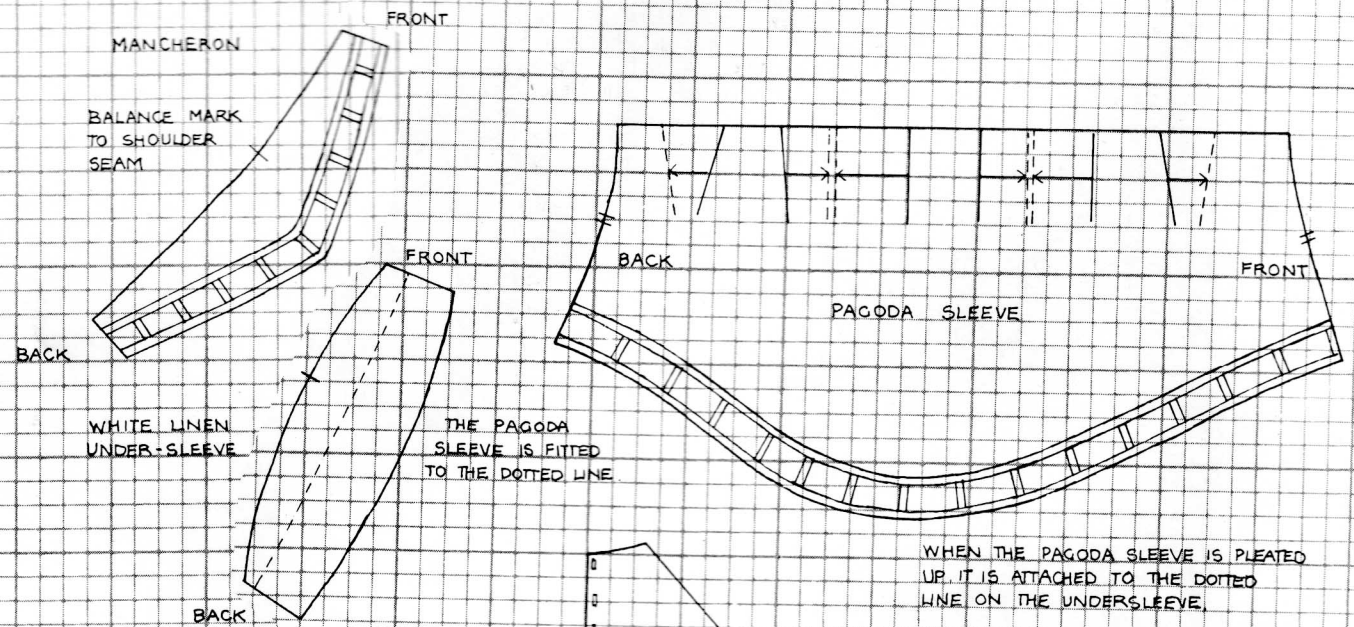 FRONT
MANCHERON
BALANCE MARK
TO SHOULDER
SEAM
BACK
FRONT
WHITE LINEN
UNDER-SLEEVE
THE PAGODA
SLEEVE IS FITTED
TO THE DOTTED LINE
BACK
BACK
FRONT
PAGODA SLEEVE
WHEN THE PAGODA SLEEVE IS PLEATED
UP IT IS ATTACHED TO THE DOTTED
LINE ON THE UNDERSLEEVE.